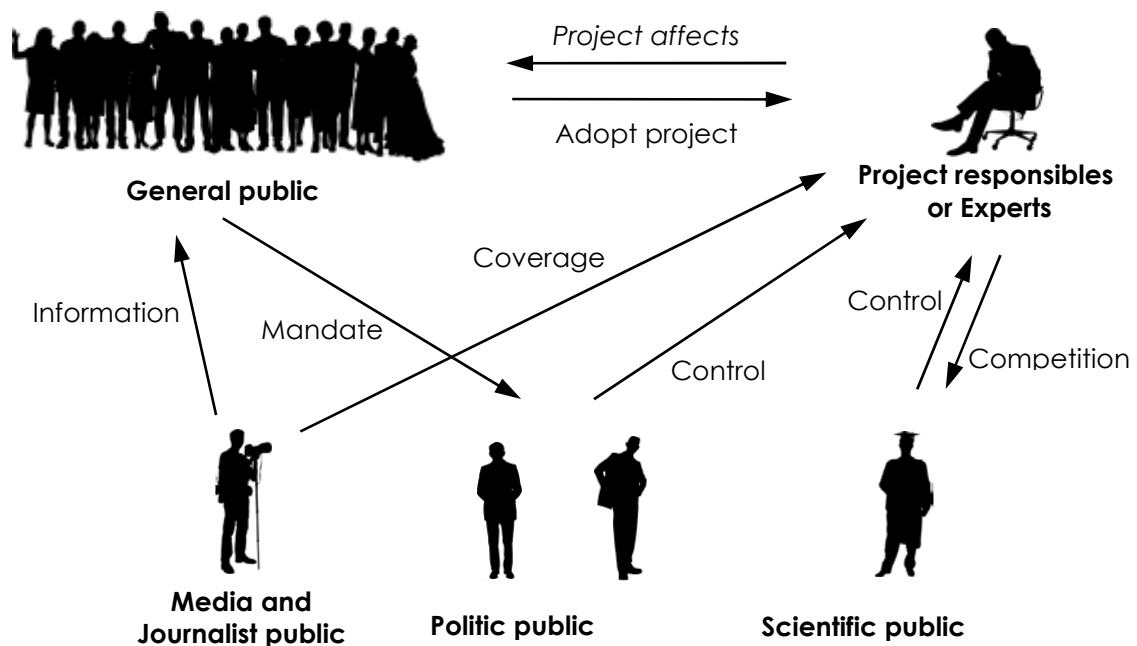 Project affects
Adopt project
General public
Project responsibles
or Experts
Coverage
Information
Mandate
Control
Control
Competition
Media and
Journalist public
Politic public
Scientific public